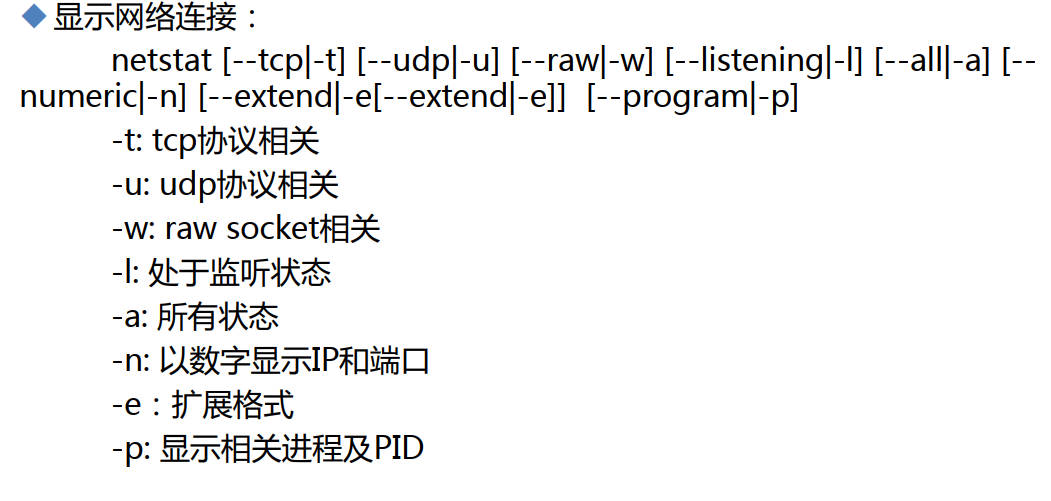 ◆ 显示网络连接：
netstat [--tcp|-t] [--udp|-u] [--raw|-w] [--listening|-l] [--all|-a] [--
numeric|-n] [--extend|-e[--extend|-e]] [--program|-p]
-t: tcp协议相关
-u: udp协议相关
-w: raw socket相关
-l: 处于监听状态
-a: 所有状态
-n: 以数字显示IP和端口
-e：扩展格式
-p: 显示相关进程及PID